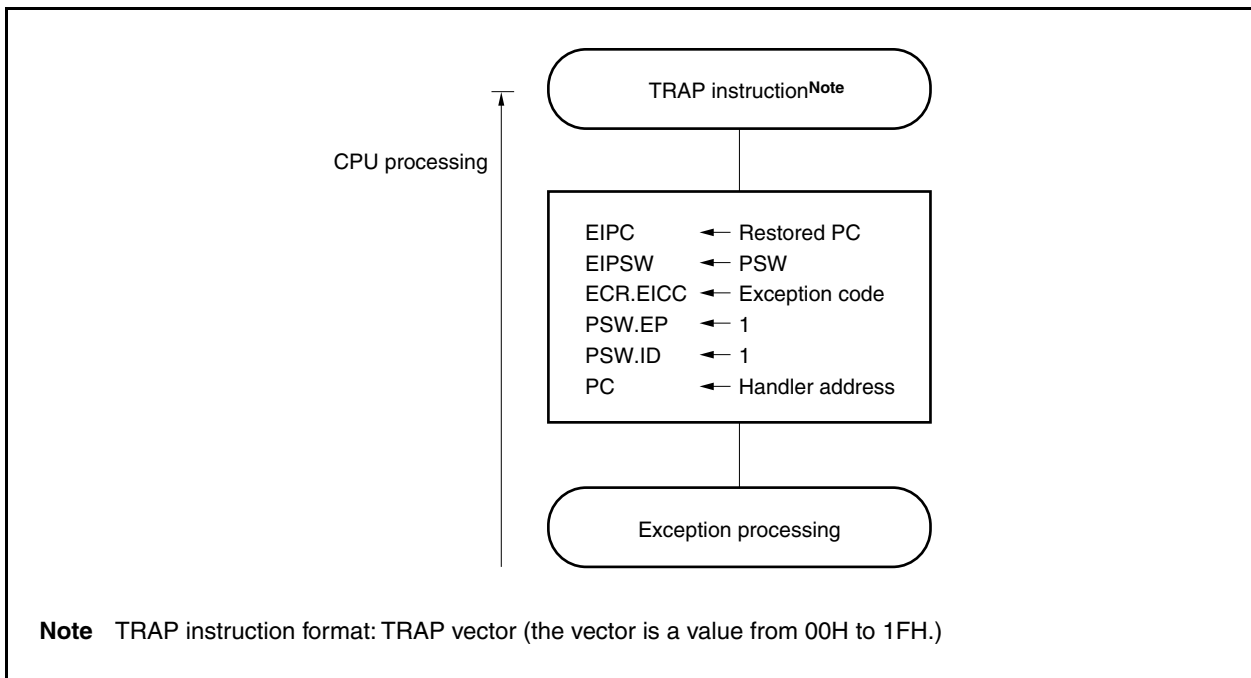 TRAP instructionNote
CPU processing
EIPC ← Restored PC
EIPSW ← PSW
ECR.EICC ← Exception code
PSW.EP ← 1
PSW.ID ← 1
PC ← Handler address
Exception processing
Note TRAP instruction format: TRAP vector (the vector is a value from 00H to 1FH.)